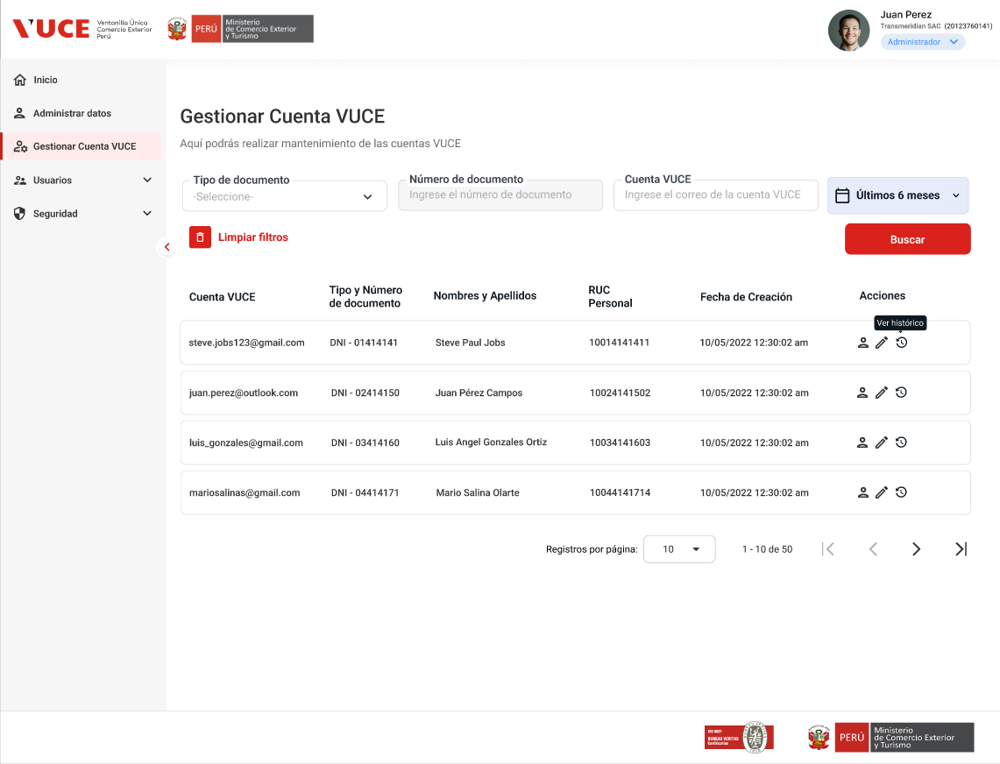 VUCE
Ventanilla Única
Comercio Exterior
Perú
PERÚ
Ministerio
de Comercio Exterior
y Turismo
Juan Perez
Transmeridian SAC (20123760141)
Administrador
Inicio
Administrar datos
Gestionar Cuenta VUCE
Usuarios
Seguridad
Gestionar Cuenta VUCE
Aquí podrás realizar mantenimiento de las cuentas VUCE
Tipo de documento
-Seleccione-
Número de documento
Ingrese el número de documento
Cuenta VUCE
Ingrese el correo de la cuenta VUCE
Últimos 6 meses
Limpiar filtros
Buscar
Cuenta VUCE
Tipo y Número
de documento
Nombres y Apellidos
RUC
Personal
Fecha de Creación
Acciones
Ver histórico
steve.jobs123@gmail.com DNI - 01414141 Steve Paul Jobs 10014141411 10/05/2022 12:30:02 am
juan.perez@outlook.com DNI - 02414150 Juan Pérez Campos 10024141502 10/05/2022 12:30:02 am
luis_gonzales@gmail.com DNI - 03414160 Luis Angel Gonzales Ortiz 10034141603 10/05/2022 12:30:02 am
mariosalinas@gmail.com DNI - 04414171 Mario Salina Olarte 10044141714 10/05/2022 12:30:02 am
Registros por página: 10 1 - 10 de 50
ISO 9001
BUREAU VERITAS
Certification
PERÚ
Ministerio
de Comercio Exterior
y Turismo